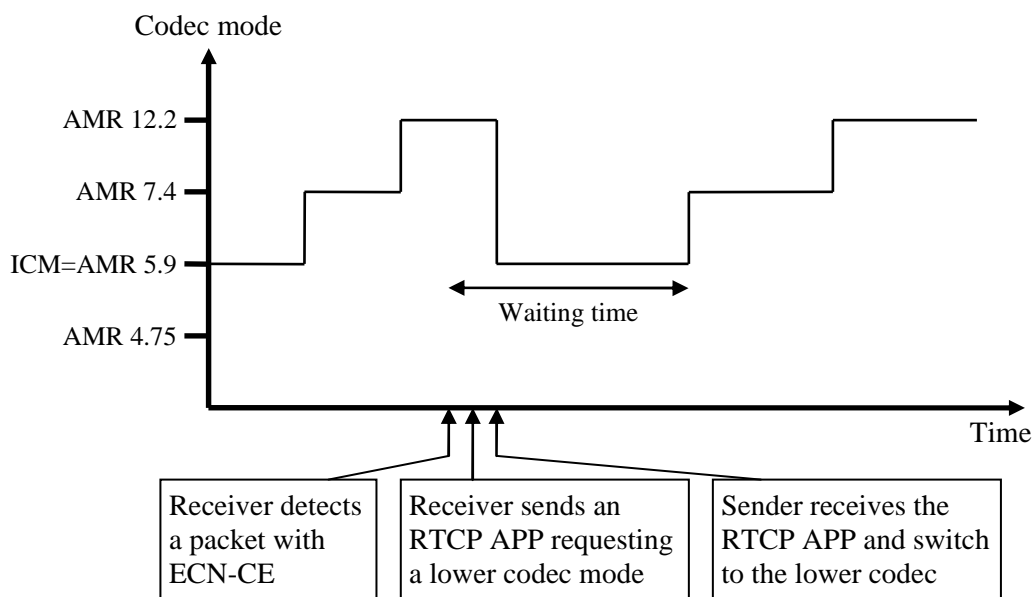 Codec mode
AMR 12.2
AMR 7.4
ICM=AMR 5.9
AMR 4.75
Waiting time
Time
Receiver detects
a packet with
ECN-CE
Receiver sends an
RTCP APP requesting
a lower codec mode
Sender receives the
RTCP APP and switch
to the lower codec